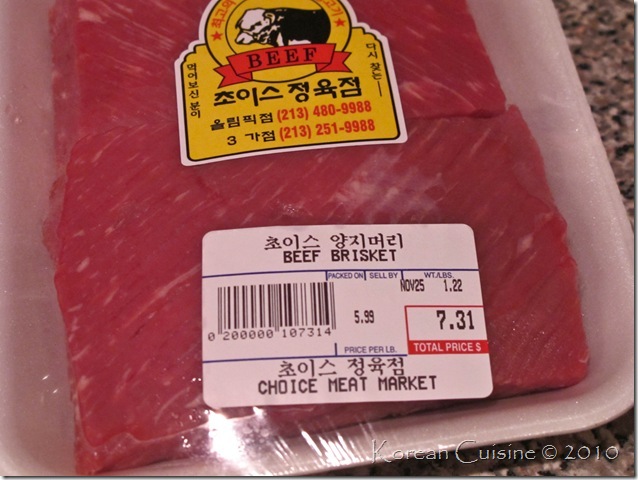 최고의
먹어보신 분이
다시 찾는
BEEF
초이스 정육점
올림픽점 (213) 480-9988
3 가점 (213) 251-9988
초이스 양지머리
BEEF BRISKET
PACKED ON SELL BY WT/LBS.
NOV25 1.22
5.99 7.31
0 200000 107314
PRICE PER LB. TOTAL PRICE $
초이스 정육점
CHOICE MEAT MARKET
Korean Cuisine © 2010